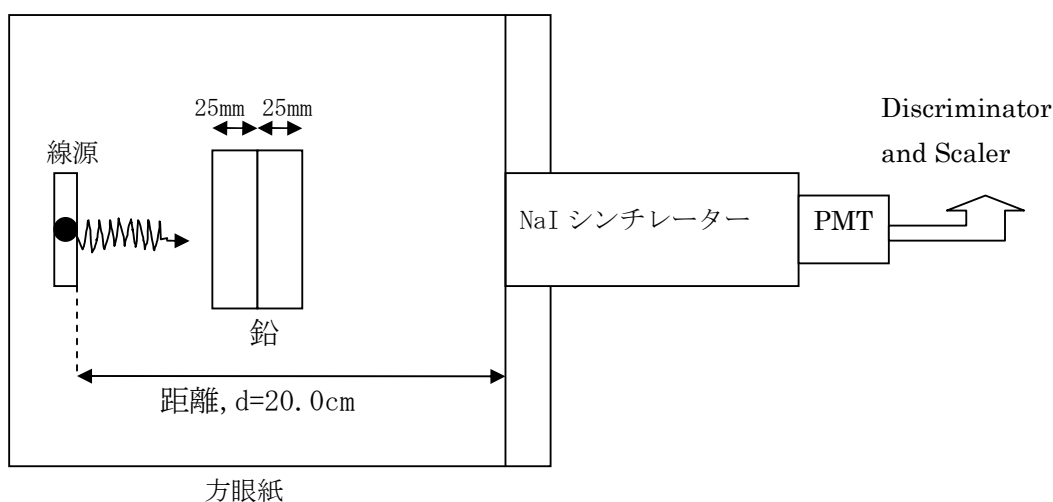 25mm 25mm
線源
鉛
距離, d=20.0cm
方眼紙
NaI シンチレーター
PMT
Discriminator
and Scaler